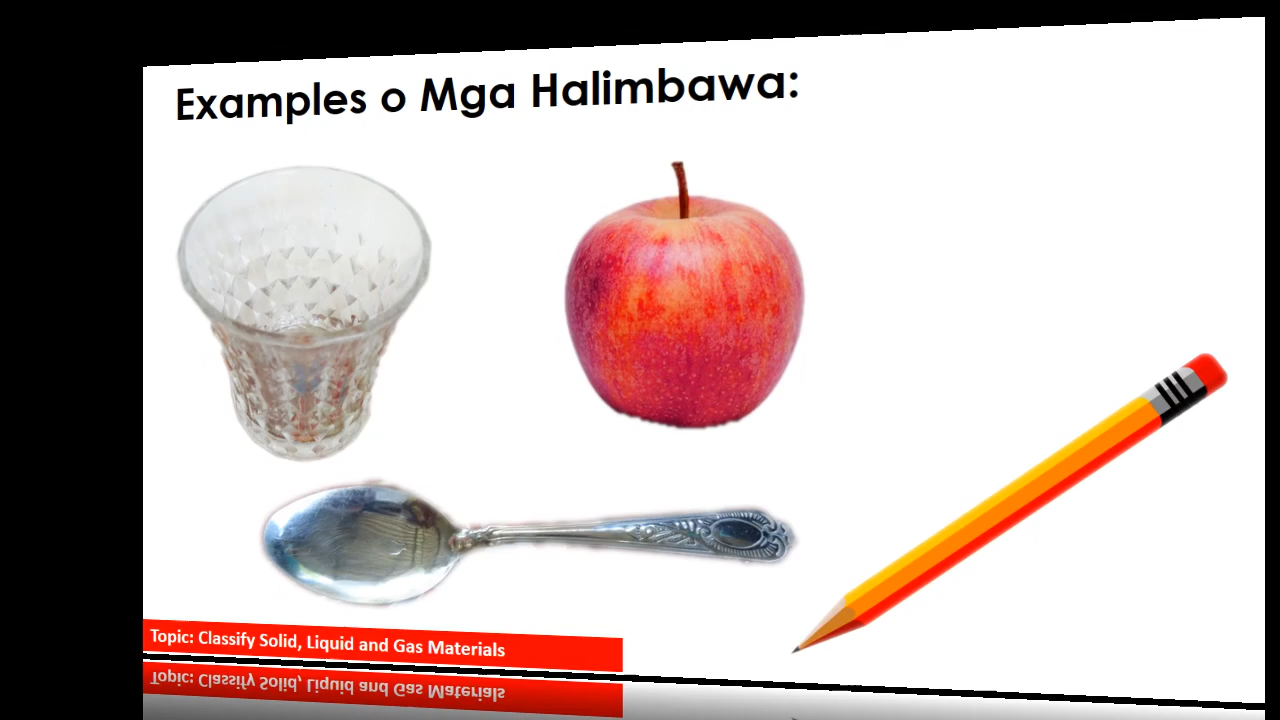 Examples o Mga Halimbawa:
Topic: Classify Solid, Liquid and Gas Materials